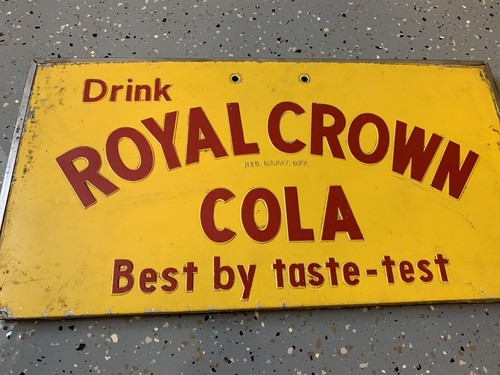 Drink
ROYAL CROWN
REG. U.S. PAT. OFF.
COLA
Best by taste-test